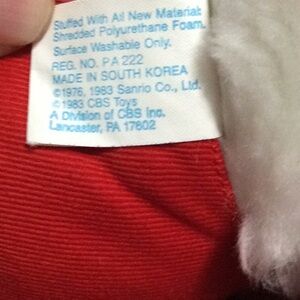 Stuffed With All New Material:
Shredded Polyurethane Foam.
Surface Washable Only.
REG. NO. PA 222
MADE IN SOUTH KOREA
©1976, 1983 Sanrio Co., Ltd.
©1983 CBS Toys
A Division of CBS Inc.
Lancaster, PA 17602